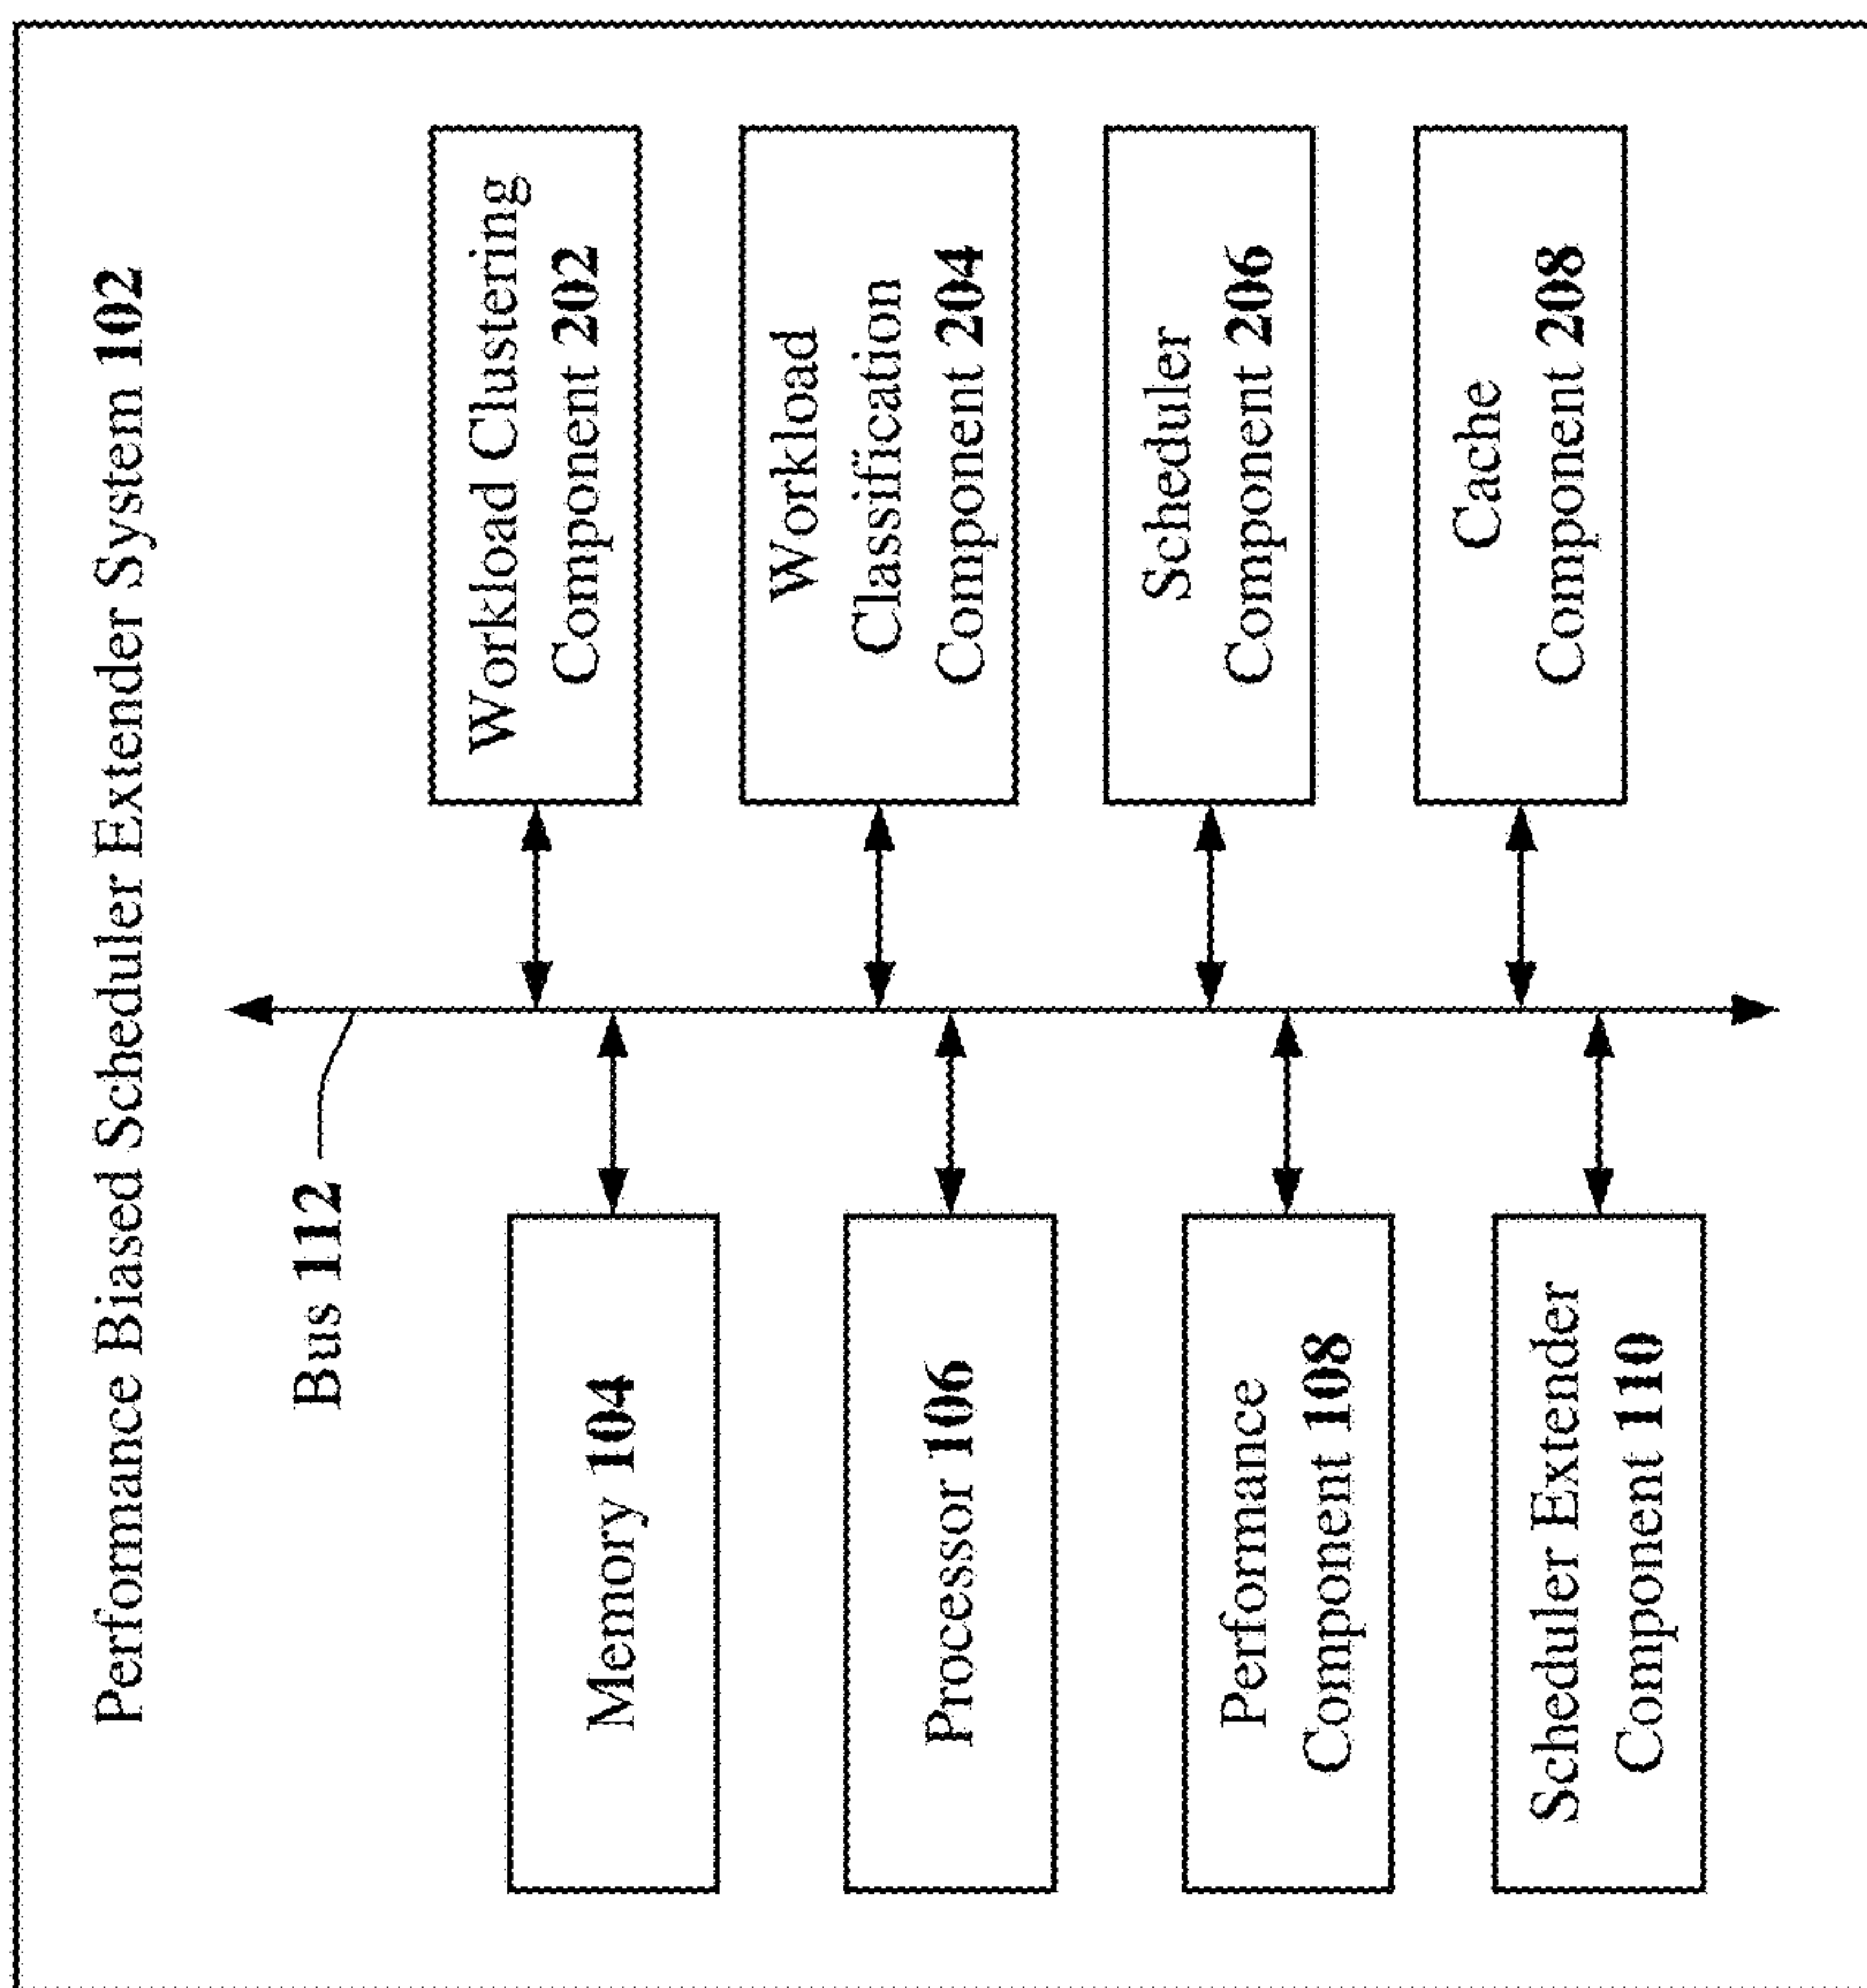 Performance Biased Scheduler Extender System 102
Bus 112
Memory 104
Processor 106
Performance
Component 108
Scheduler Extender
Component 110
Workload Clustering
Component 202
Workload
Classification
Component 204
Scheduler
Component 206
Cache
Component 208